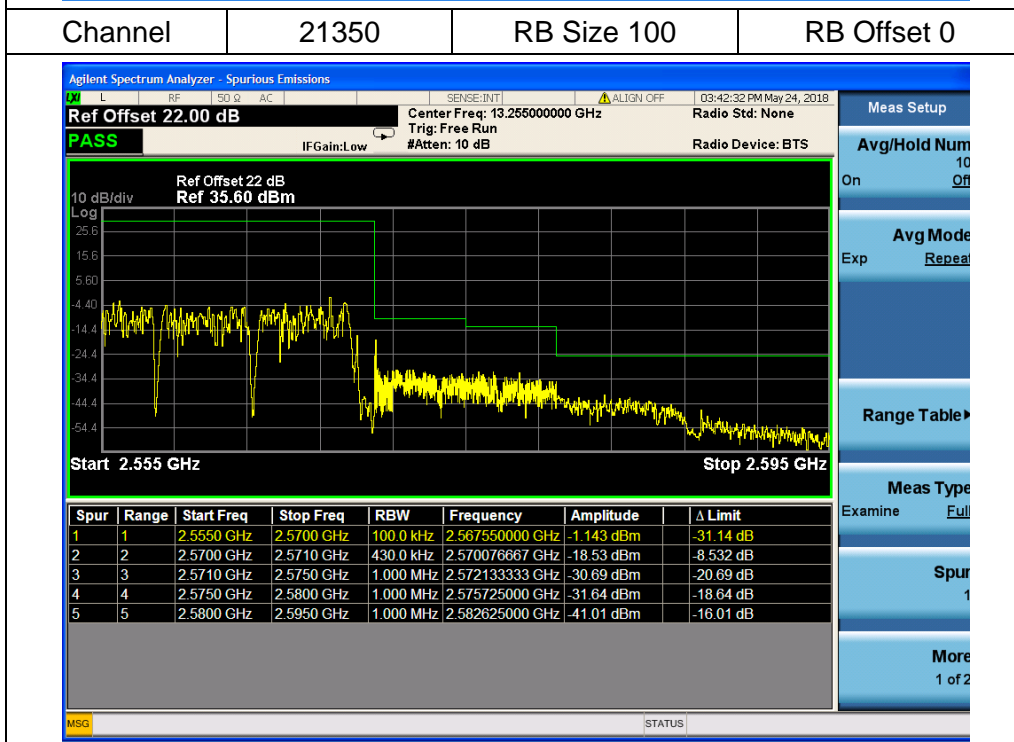 Channel 21350 RB Size 100 RB Offset 0
Agilent Spectrum Analyzer - Spurious Emissions
LXI L RF 50 Ω AC SENSE:INT ALIGN OFF 03:42:32 PM May 24, 2018
Ref Offset 22.00 dB Center Freq: 13.255000000 GHz Radio Std: None
Trig: Free Run
PASS IFGain:Low #Atten: 10 dB Radio Device: BTS
Ref Offset 22 dB
10 dB/div Ref 35.60 dBm
Log
25.6
15.6
5.60
-4.40
-14.4
-24.4
-34.4
-44.4
-54.4
Start 2.555 GHz Stop 2.595 GHz
Spur Range Start Freq Stop Freq RBW Frequency Amplitude Δ Limit
1 1 2.5550 GHz 2.5700 GHz 100.0 kHz 2.567550000 GHz -1.143 dBm -31.14 dB
2 2 2.5700 GHz 2.5710 GHz 430.0 kHz 2.570076667 GHz -18.53 dBm -8.532 dB
3 3 2.5710 GHz 2.5750 GHz 1.000 MHz 2.572133333 GHz -30.69 dBm -20.69 dB
4 4 2.5750 GHz 2.5800 GHz 1.000 MHz 2.575725000 GHz -31.64 dBm -18.64 dB
5 5 2.5800 GHz 2.5950 GHz 1.000 MHz 2.582625000 GHz -41.01 dBm -16.01 dB
MSG STATUS
Meas Setup
Avg/Hold Num
10
On Off
Avg Mode
Exp Repeat
Range Table
Meas Type
Examine Full
Spur
1
More
1 of 2